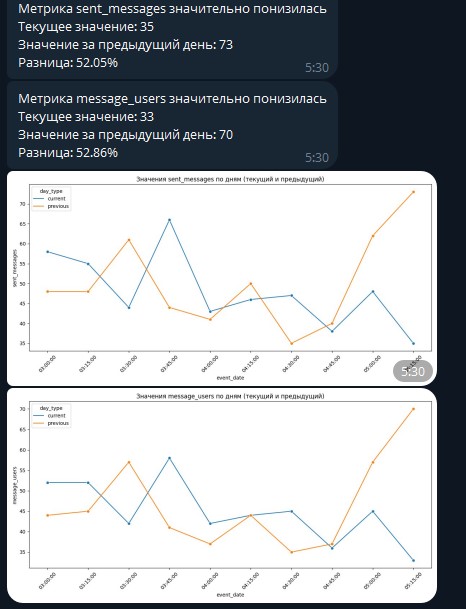 Метрика sent_messages значительно понизилась
Текущее значение: 35
Значение за предыдущий день: 73
Разница: 52.05%
5:30
Метрика message_users значительно понизилась
Текущее значение: 33
Значение за предыдущий день: 70
Разница: 52.86%
5:30
Значения sent_messages по дням (текущий и предыдущий)
day_type
current
previous
70
65
60
55
50
45
40
35
sent_messages
03:00:00
03:15:00
03:30:00
03:45:00
04:00:00
04:15:00
04:30:00
04:45:00
05:00:00
event_date
5:30
Значения message_users по дням (текущий и предыдущий)
day_type
current
previous
70
65
60
55
50
45
40
35
message_users
03:00:00
03:15:00
03:30:00
03:45:00
04:00:00
04:15:00
04:30:00
04:45:00
05:00:00
05:15:00
event_date